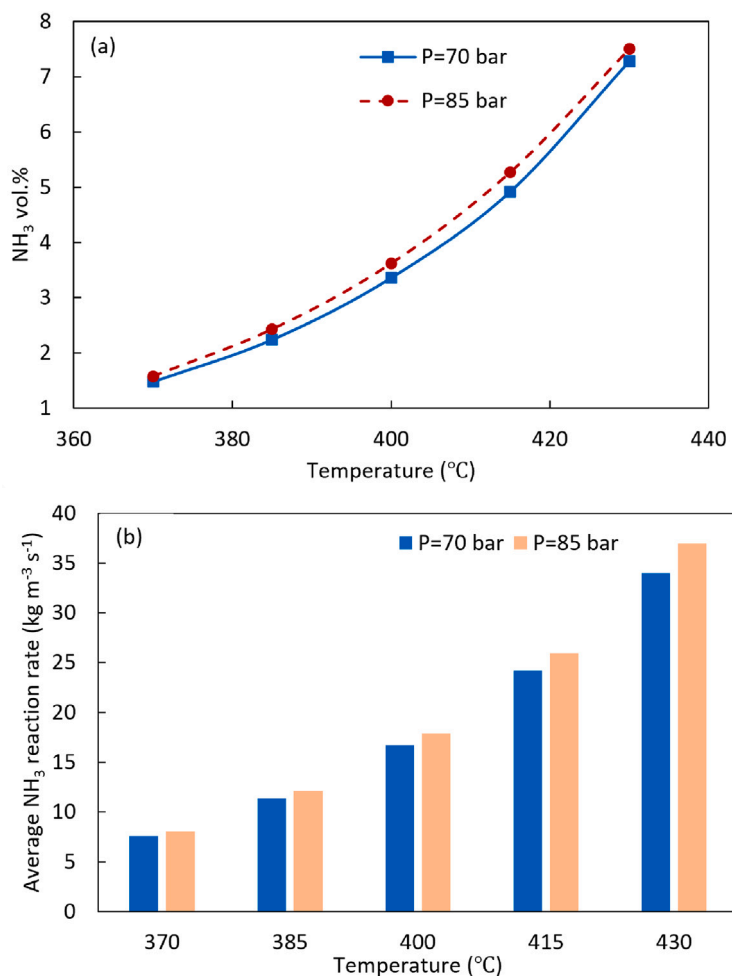 (a)
P=70 bar
P=85 bar
8
7
6
5
4
3
2
1
NH₃ vol.%
360 380 400 420 440
Temperature (°C)
(b)
P=70 bar P=85 bar
40
35
30
25
20
15
10
5
0
Average NH₃ reaction rate (kg m⁻³ s⁻¹)
370 385 400 415 430
Temperature (°C)